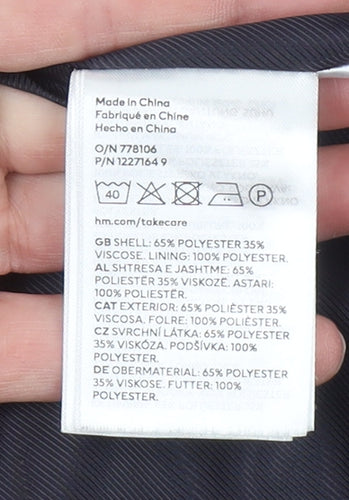 Made in China
Fabriqué en Chine
Hecho en China
O/N 778106
P/N 1227164 9
40 P
hm.com/takecare
GB SHELL: 65% POLYESTER 35%
VISCOSE. LINING: 100% POLYESTER.
AL SHTRESA E JASHTME: 65%
POLIESTËR 35% VISKOZË. ASTARI:
100% POLIESTËR.
CAT EXTERIOR: 65% POLIÈSTER 35%
VISCOSA. FOLRE: 100% POLIÈSTER.
CZ SVRCHNÍ LÁTKA: 65% POLYESTER
35% VISKÓZA. PODŠÍVKA: 100%
POLYESTER.
DE OBERMATERIAL: 65% POLYESTER
35% VISKOSE. FUTTER: 100%
POLYESTER.